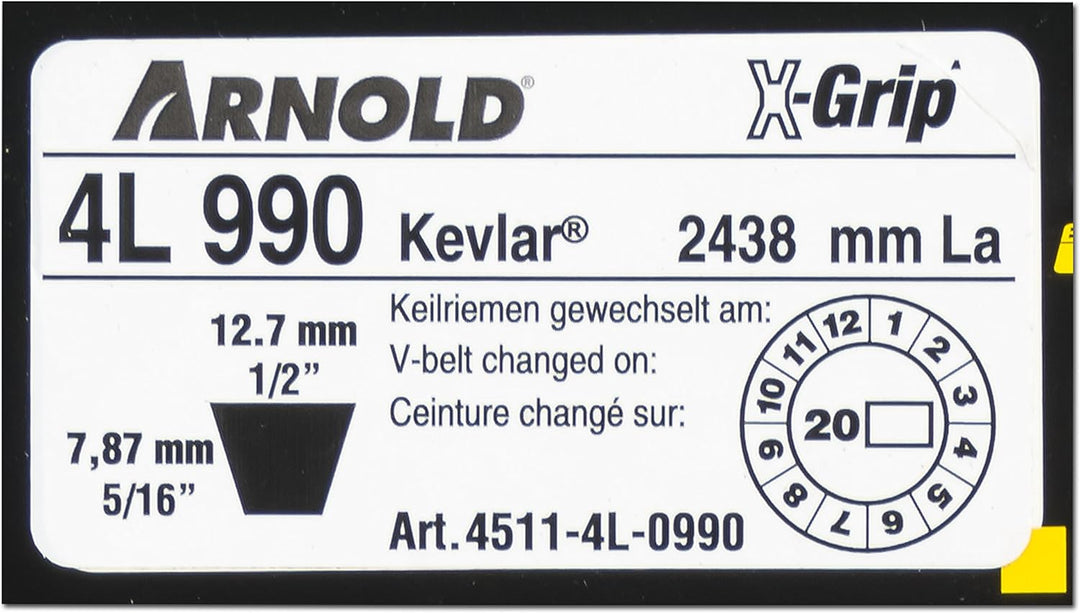 ARNOLD®
X-Grip
4L 990 Kevlar® 2438 mm La
12.7 mm
1/2”
7,87 mm
5/16”
Keilriemen gewechselt am:
V-belt changed on:
Ceinture changé sur:
Art.4511-4L-0990
12 1 2 3 4 5 6 7 8 9 10 11
20